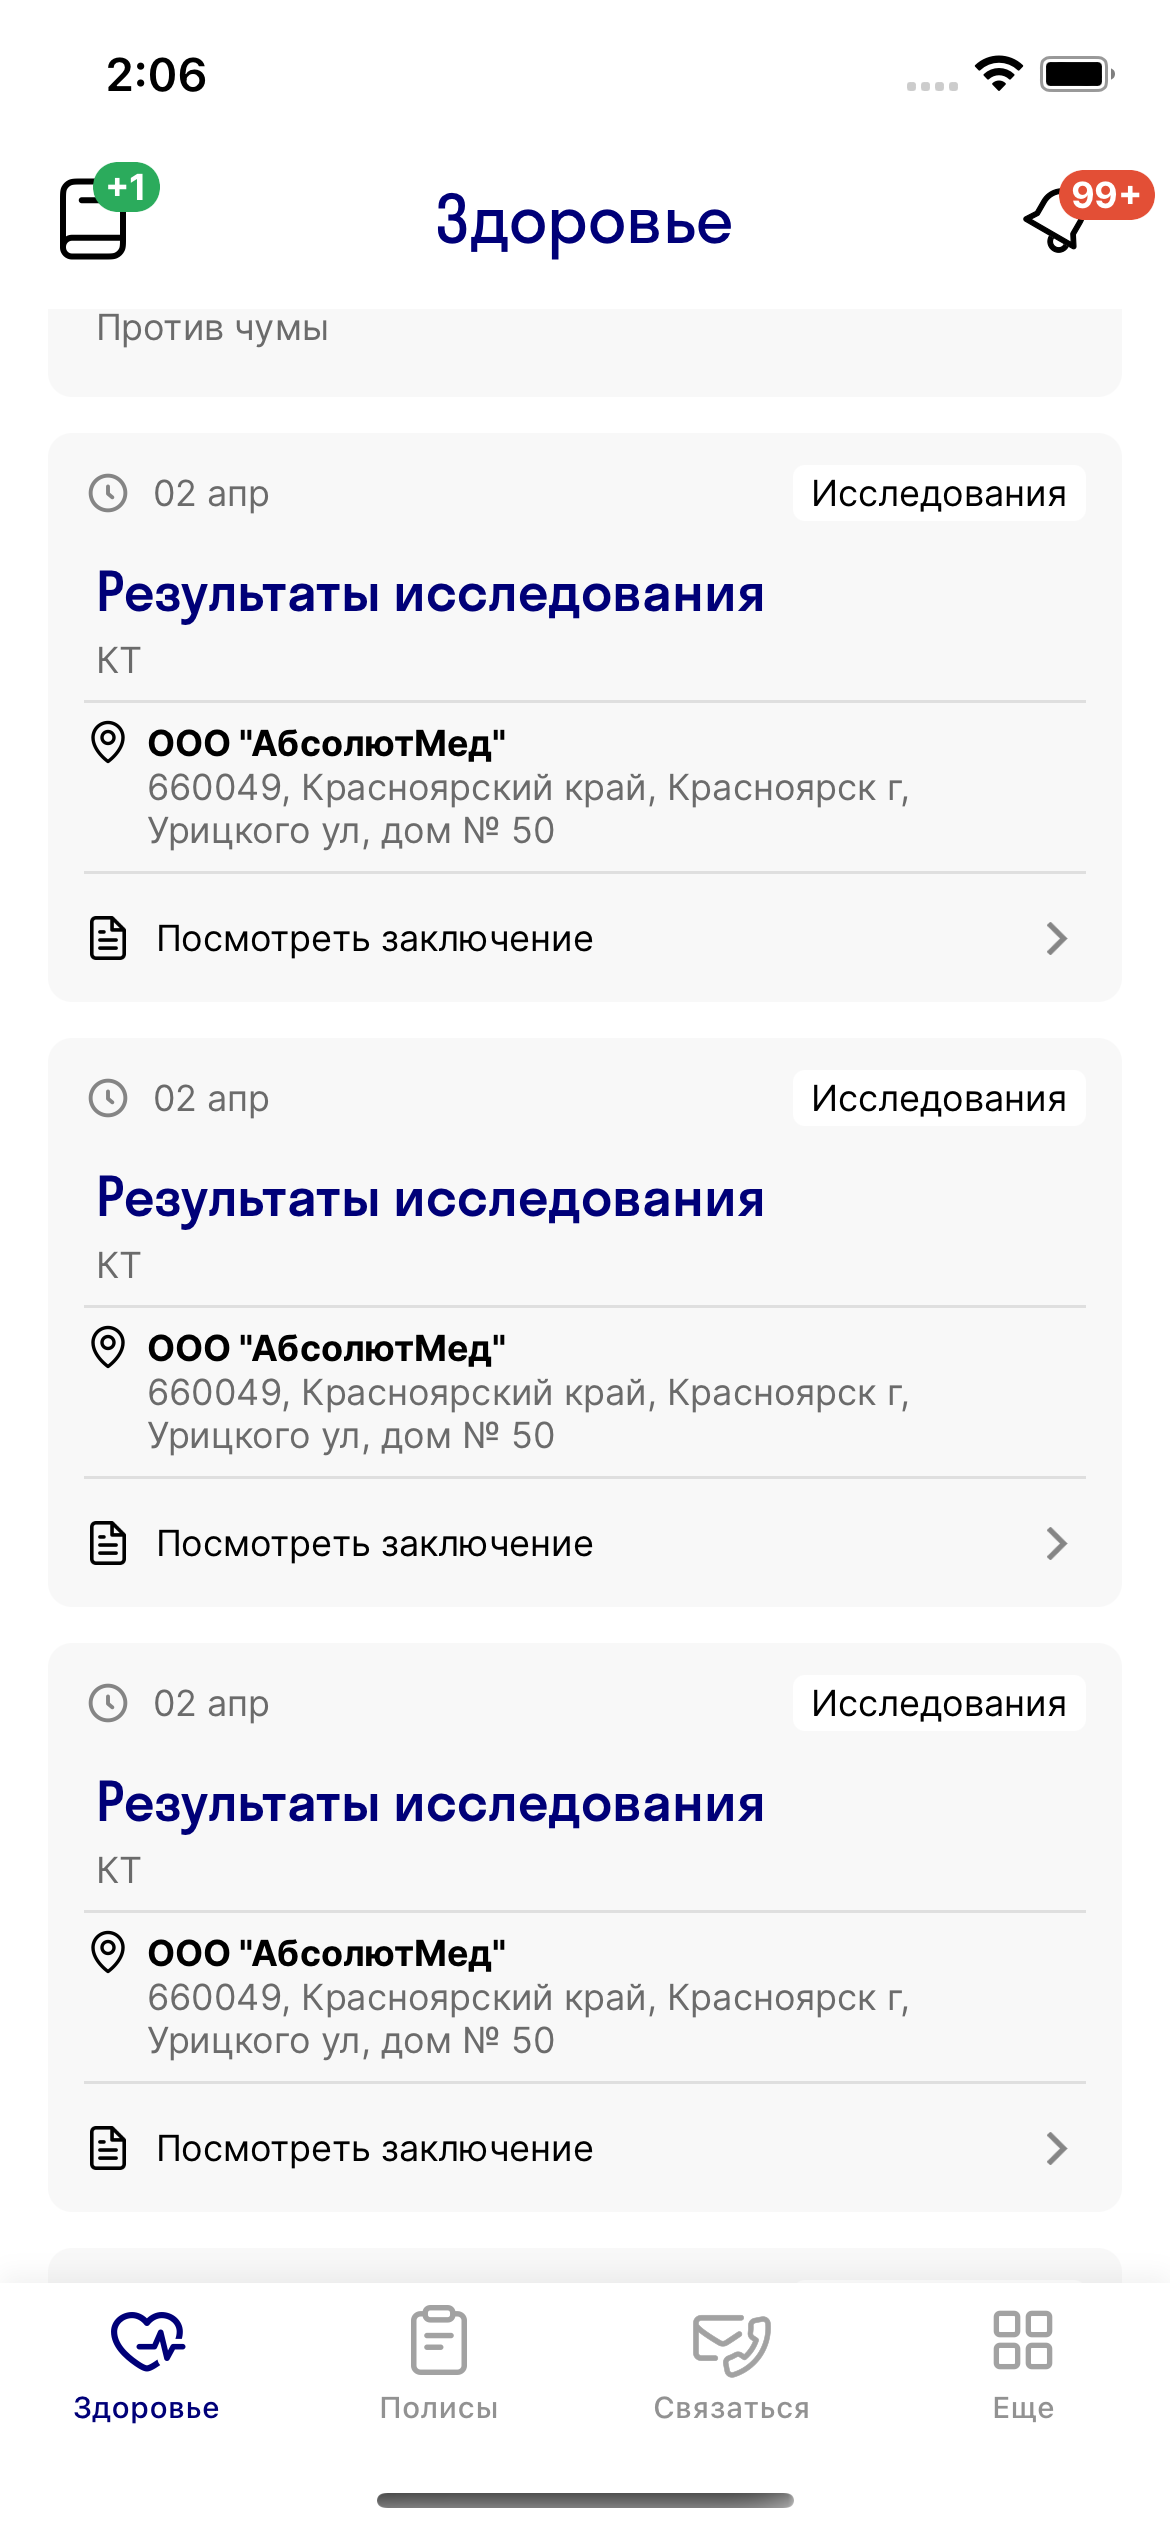 2:06
+1
Здоровье
99+
Против чумы
02 апр
Исследования
Результаты исследования
КТ
ООО "АбсолютМед"
660049, Красноярский край, Красноярск г,
Урицкого ул, дом № 50
Посмотреть заключение
02 апр
Исследования
Результаты исследования
КТ
ООО "АбсолютМед"
660049, Красноярский край, Красноярск г,
Урицкого ул, дом № 50
Посмотреть заключение
02 апр
Исследования
Результаты исследования
КТ
ООО "АбсолютМед"
660049, Красноярский край, Красноярск г,
Урицкого ул, дом № 50
Посмотреть заключение
Здоровье
Полисы
Связаться
Еще